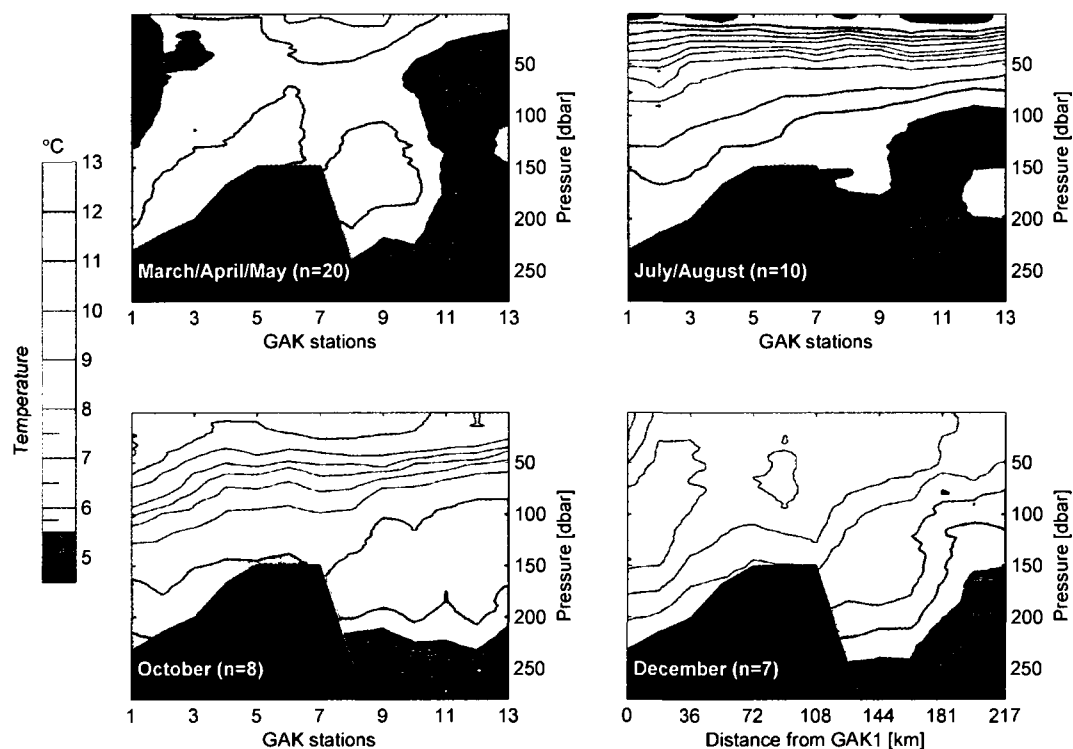 50
100
150
200
250
Pressure [dbar]
March/April/May (n=20)
1 3 5 7 9 11 13
GAK stations
50
100
150
200
250
Pressure [dbar]
July/August (n=10)
1 3 5 7 9 11 13
GAK stations
°C
13
12
11
10
9
8
7
6
5
Temperature
50
100
150
200
250
Pressure [dbar]
October (n=8)
1 3 5 7 9 11 13
GAK stations
50
100
150
200
250
Pressure [dbar]
December (n=7)
0 36 72 108 144 181 217
Distance from GAK1 [km]